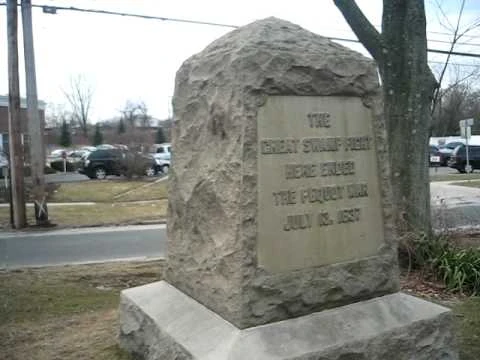 THE
GREAT SWAMP FIGHT
HERE ENDED
THE PEQUOT WAR
JULY 13, 1637